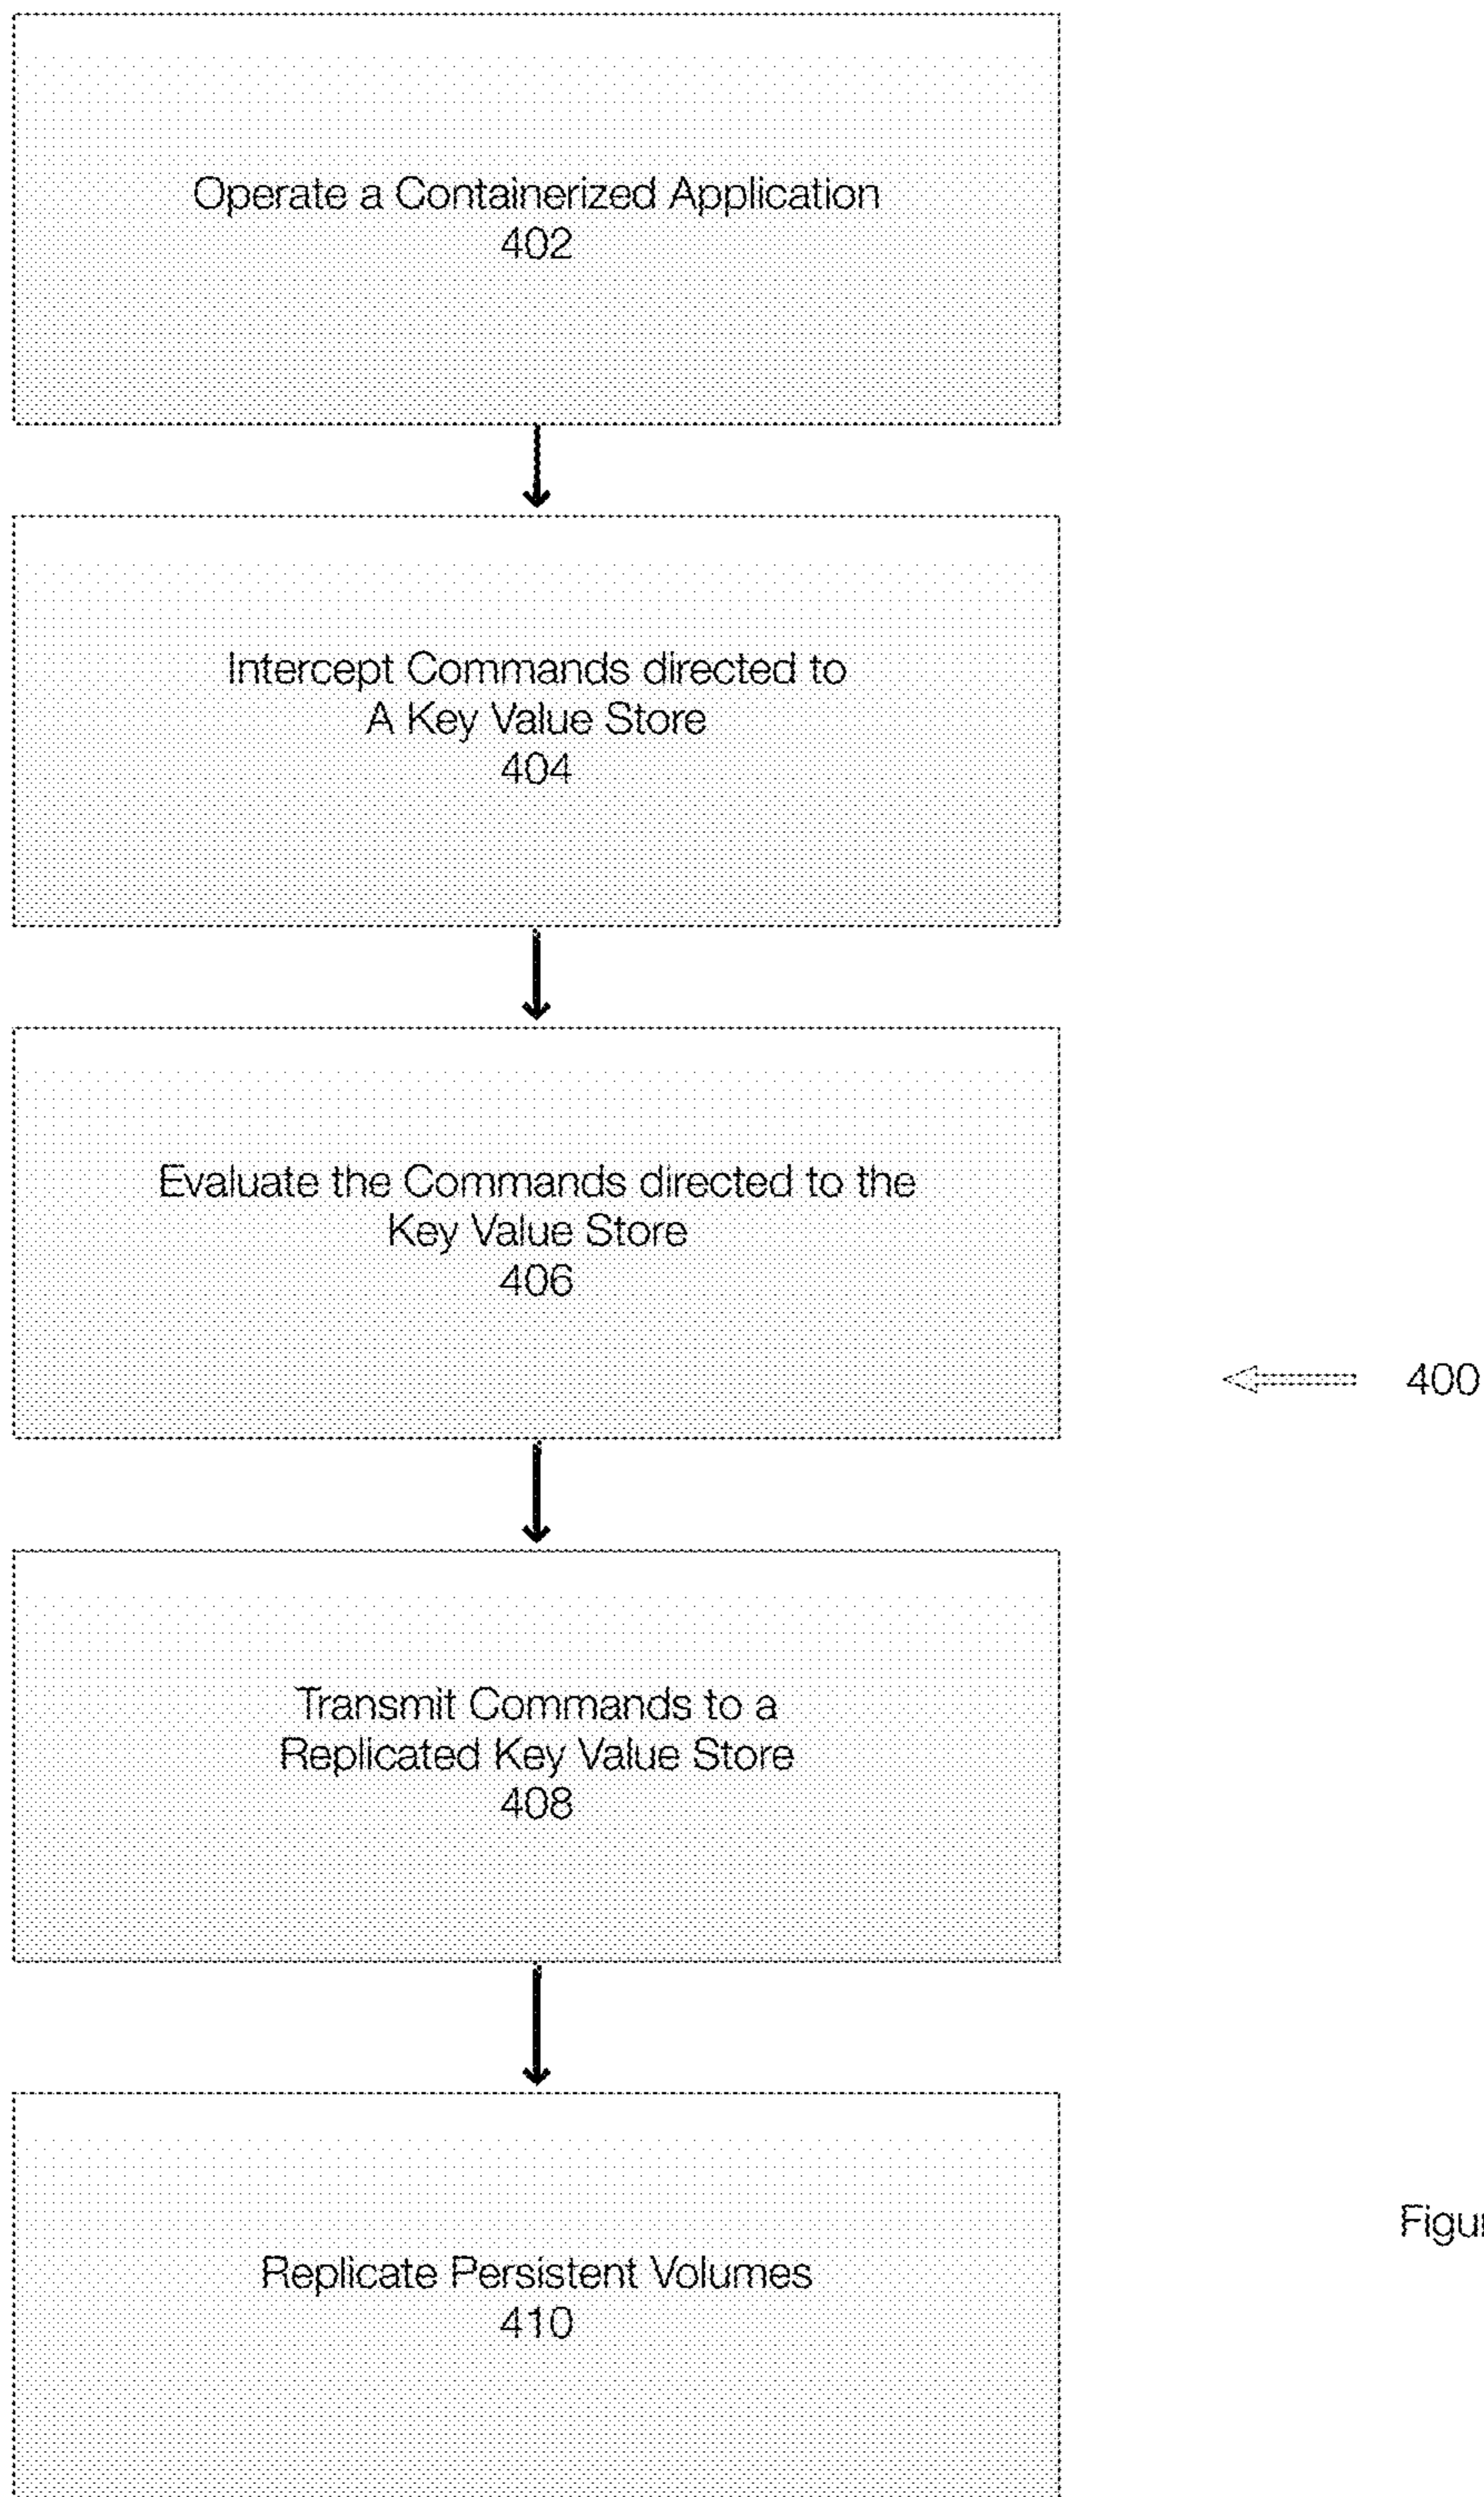 Operate a Containerized Application
402
Intercept Commands directed to
A Key Value Store
404
Evaluate the Commands directed to the
Key Value Store
406
400
Transmit Commands to a
Replicated Key Value Store
408
Replicate Persistent Volumes
410